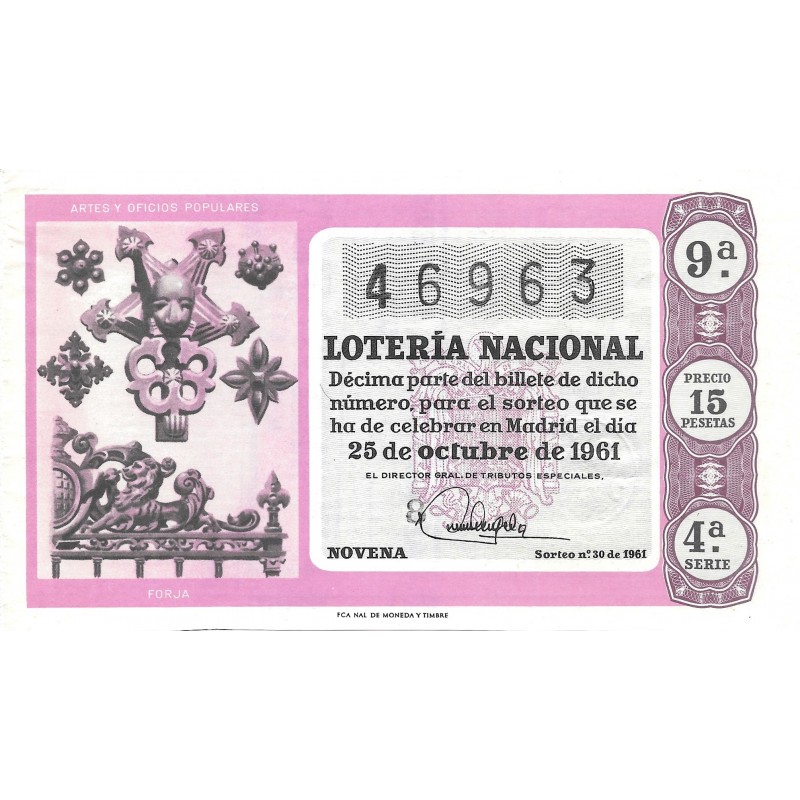 ARTES Y OFICIOS POPULARES
FORJA
46963
LOTERÍA NACIONAL
Décima parte del billete de dicho
número, para el sorteo que se
ha de celebrar en Madrid el día
25 de octubre de 1961
EL DIRECTOR GRAL. DE TRIBUTOS ESPECIALES,
8
NOVENA
Sorteo nº 30 de 1961
9ª
PRECIO
15
PESETAS
4ª
SERIE
FCA NAL DE MONEDA Y TIMBRE